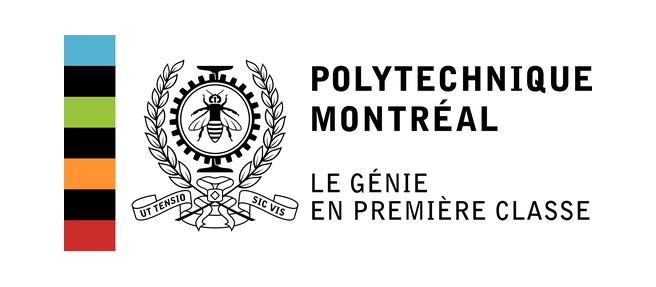 POLYTECHNIQUE
MONTRÉAL
LE GÉNIE
EN PREMIÈRE CLASSE
UT TENSIO SIC VIS